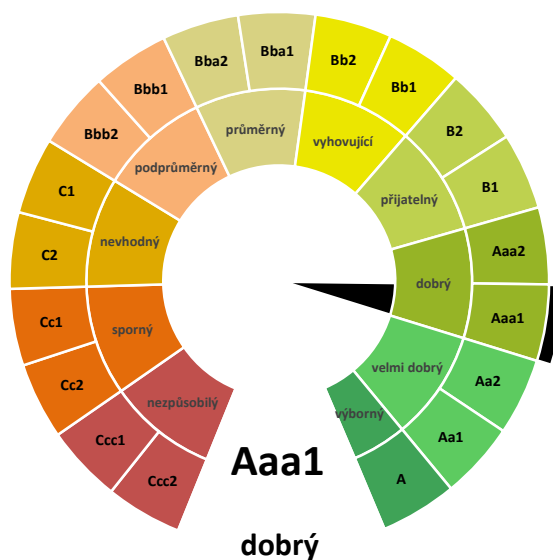 Bba2
Bba1
Bb2
Bb1
Bbb1
Bbb2
B2
B1
C1
C2
Aaa2
Aaa1
Cc1
Cc2
Aa2
Aa1
Ccc1
Ccc2
A
průměrný
vyhovující
podprůměrný
přijatelný
nevhodný
dobrý
sporný
velmi dobrý
nezpůsobilý
výborný
Aaa1
dobrý